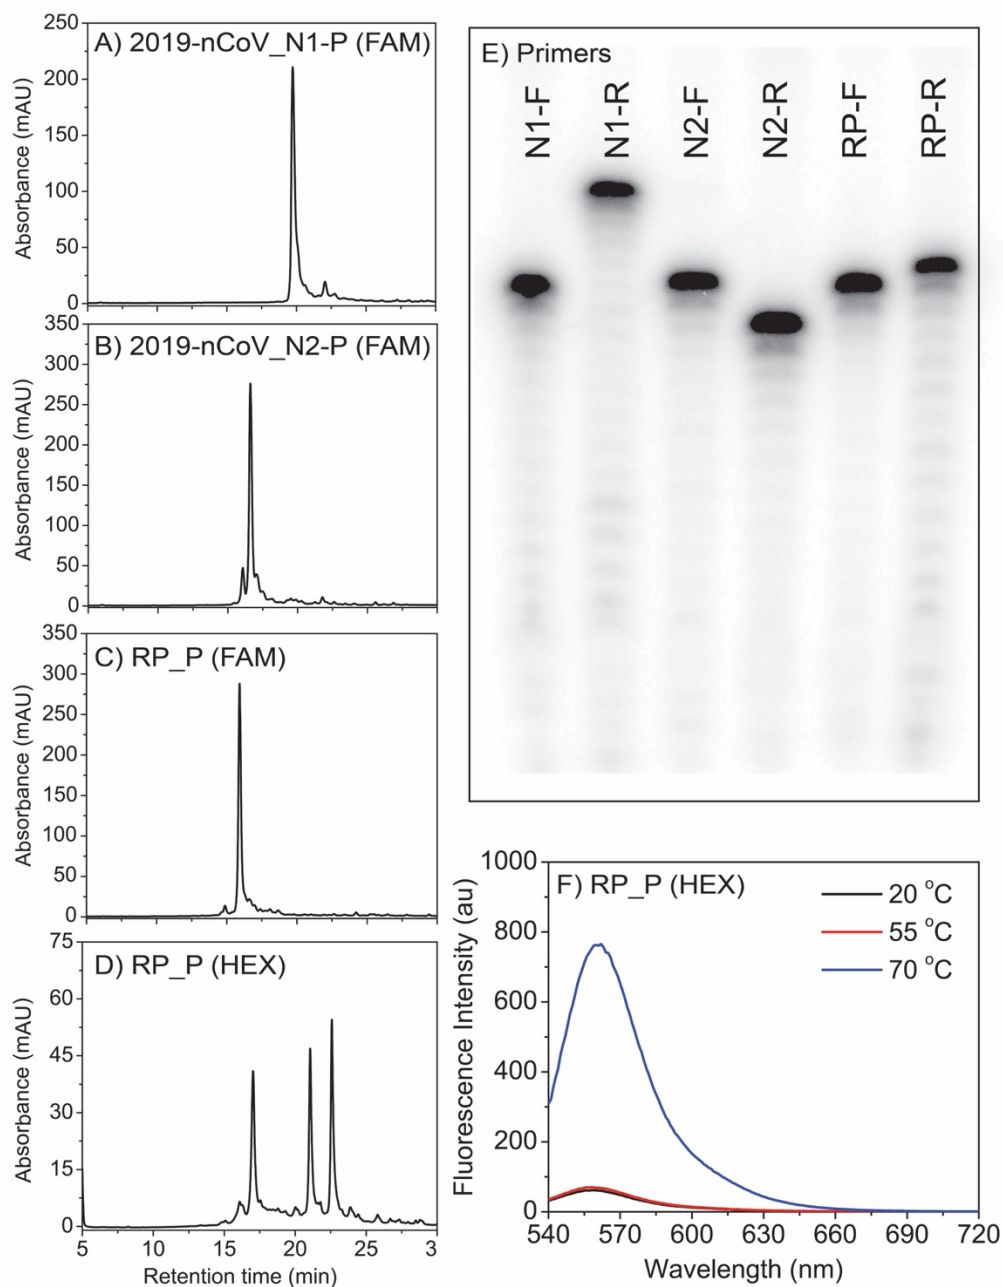 A) 2019-nCoV_N1-P (FAM)
Absorbance (mAU)
250
200
150
100
50
0
B) 2019-nCoV_N2-P (FAM)
Absorbance (mAU)
350
300
250
200
150
100
50
0
C) RP_P (FAM)
Absorbance (mAU)
350
300
250
200
150
100
50
0
D) RP_P (HEX)
Absorbance (mAU)
75
60
45
30
15
0
5 10 15 20 25 3
Retention time (min)
E) Primers
N1-F N1-R N2-F N2-R RP-F RP-R
F) RP_P (HEX)
20 °C
55 °C
70 °C
Fluorescence Intensity (au)
1000
800
600
400
200
0
540 570 600 630 660 690 720
Wavelength (nm)